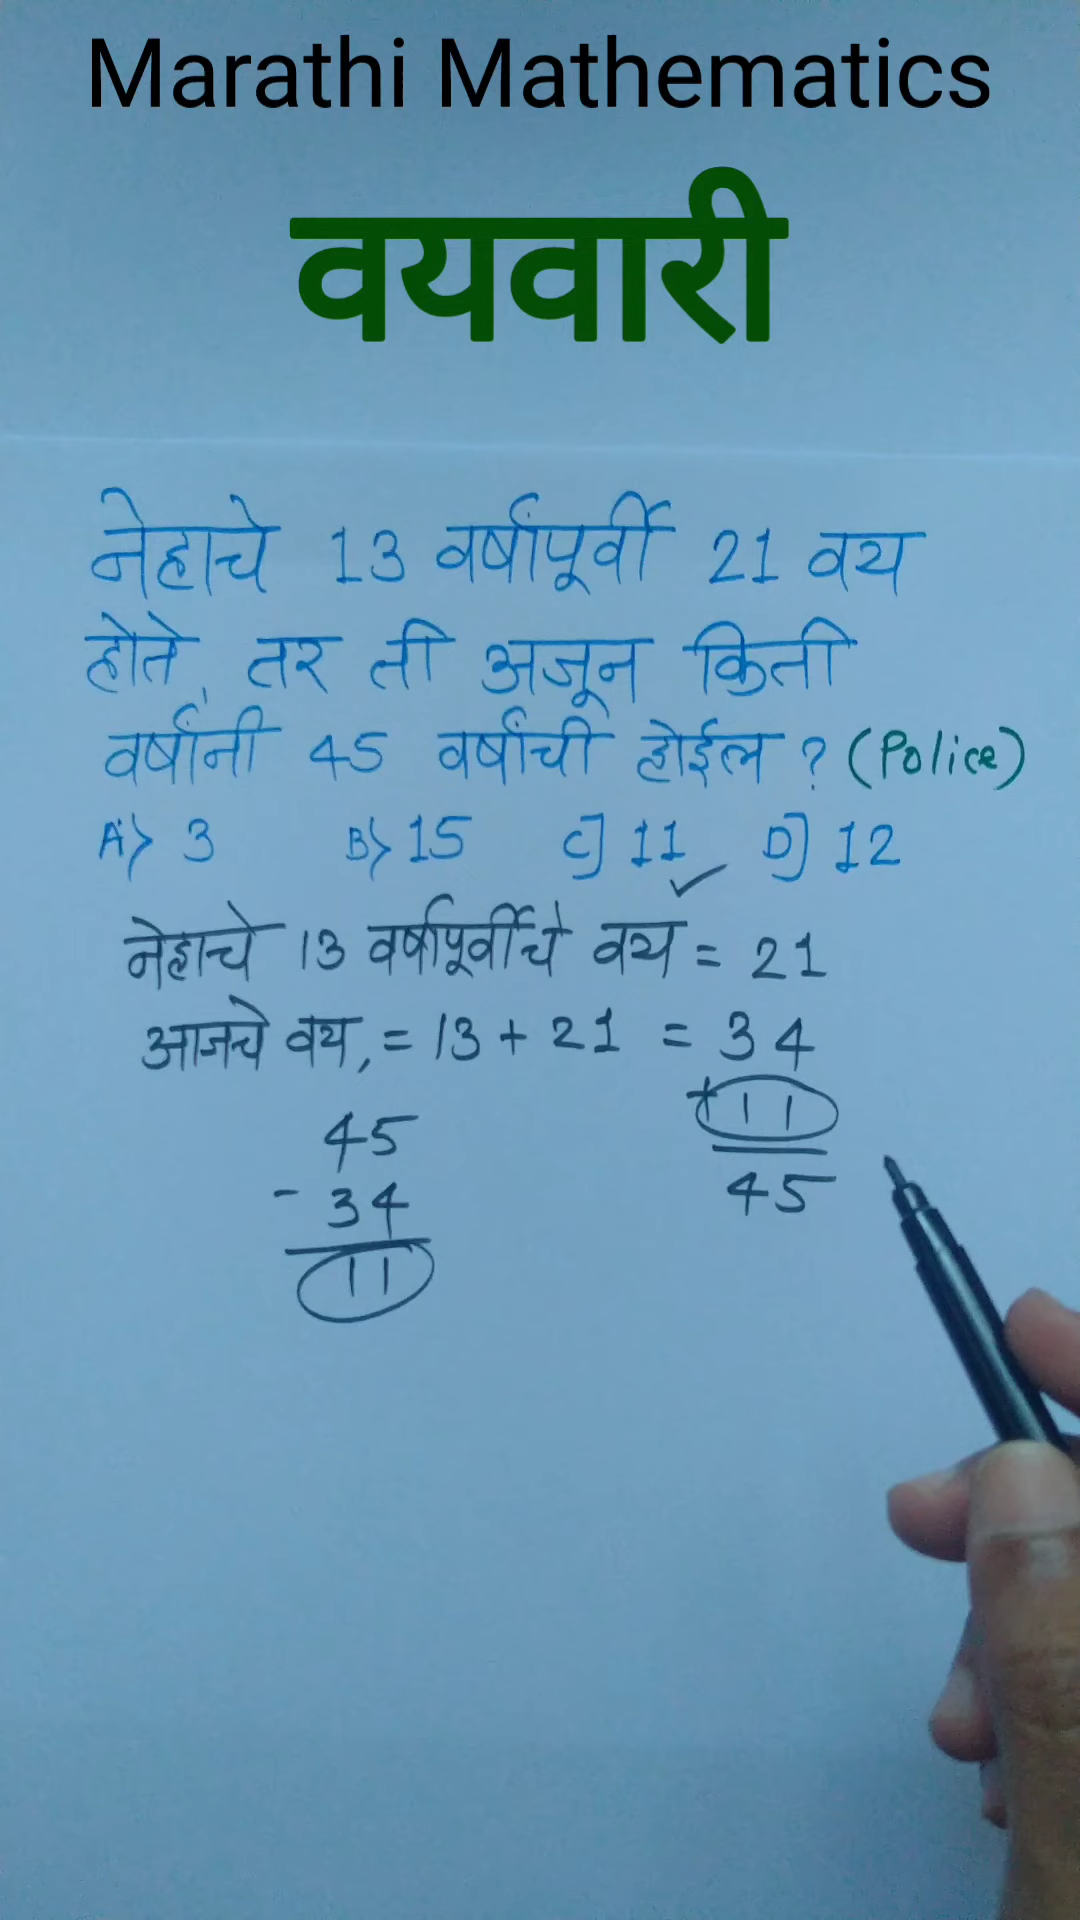 Marathi Mathematics
वयवारी
नेहाचे 13 वर्षांपूर्वी 21 वय
होते, तर ती अजून किती
वर्षांनी 45 वर्षांची होईल ? (Police)
A> 3 B> 15 C] 11 D] 12
नेहाचे 13 वर्षापूर्वीचे वय = 21
आजचे वय, = 13 + 21 = 34
+ 11
45
45
- 34
11